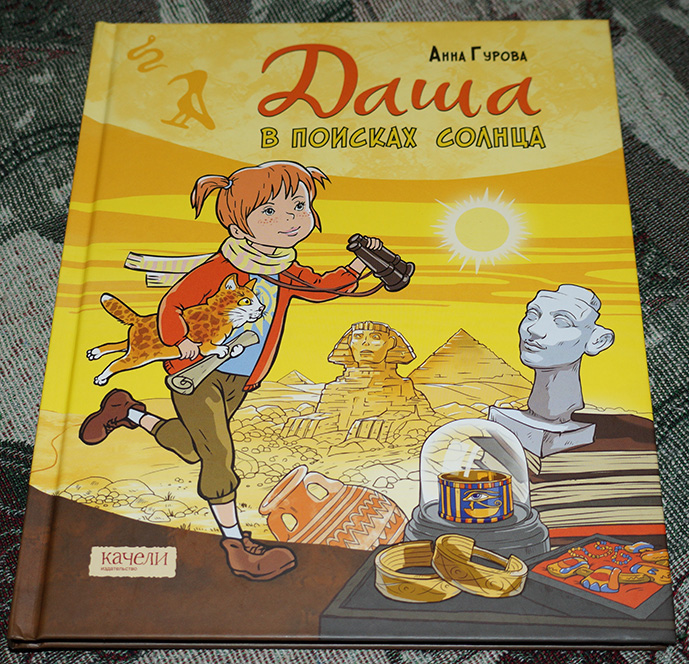 Анна Гурова
Даша
в поисках солнца
качели
издательство